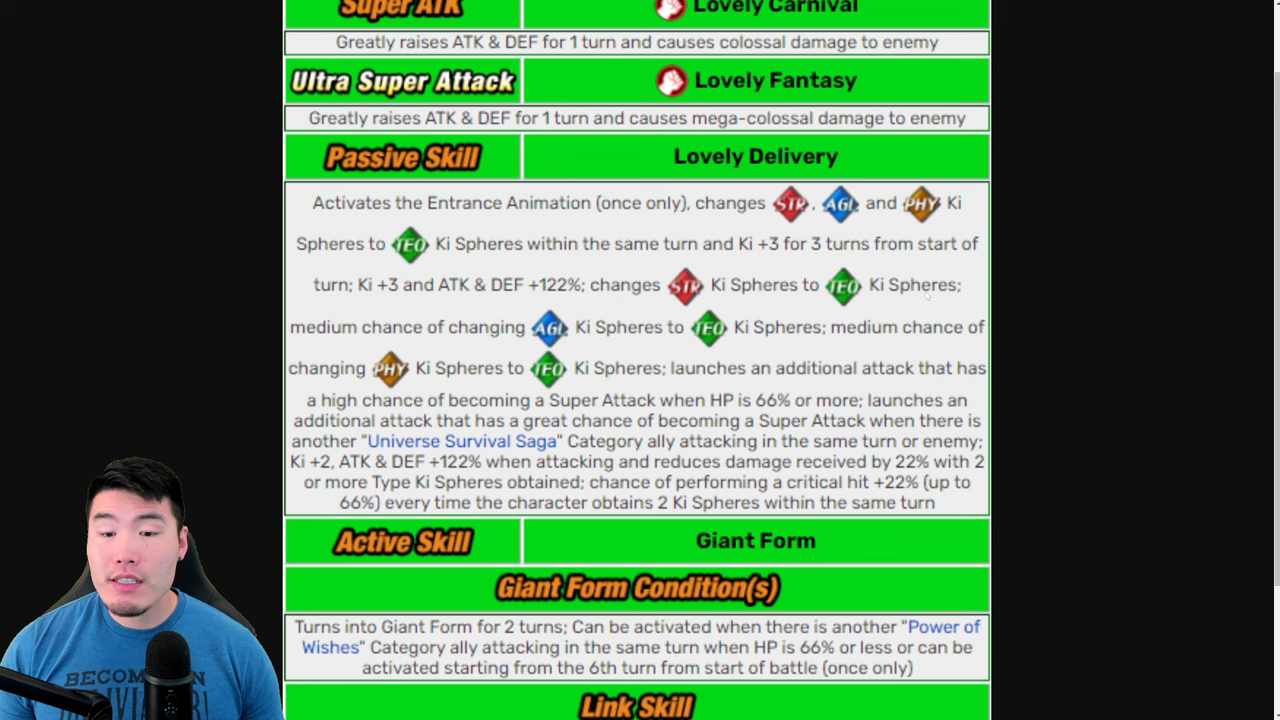 Super ATK Lovely Carnival
Greatly raises ATK & DEF for 1 turn and causes colossal damage to enemy
Ultra Super Attack Lovely Fantasy
Greatly raises ATK & DEF for 1 turn and causes mega-colossal damage to enemy
Passive Skill Lovely Delivery
Activates the Entrance Animation (once only), changes STR, AGL and PHY Ki
Spheres to TEQ Ki Spheres within the same turn and Ki +3 for 3 turns from start of
turn; Ki +3 and ATK & DEF +122%; changes STR Ki Spheres to TEQ Ki Spheres;
medium chance of changing AGL Ki Spheres to TEQ Ki Spheres; medium chance of
changing PHY Ki Spheres to TEQ Ki Spheres; launches an additional attack that has
a high chance of becoming a Super Attack when HP is 66% or more; launches an
additional attack that has a great chance of becoming a Super Attack when there is
another "Universe Survival Saga" Category ally attacking in the same turn or enemy;
Ki +2, ATK & DEF +122% when attacking and reduces damage received by 22% with 2
or more Type Ki Spheres obtained; chance of performing a critical hit +22% (up to
66%) every time the character obtains 2 Ki Spheres within the same turn
Active Skill Giant Form
Giant Form Condition(s)
Turns into Giant Form for 2 turns; Can be activated when there is another "Power of
Wishes" Category ally attacking in the same turn when HP is 66% or less or can be
activated starting from the 6th turn from start of battle (once only)
Link Skill